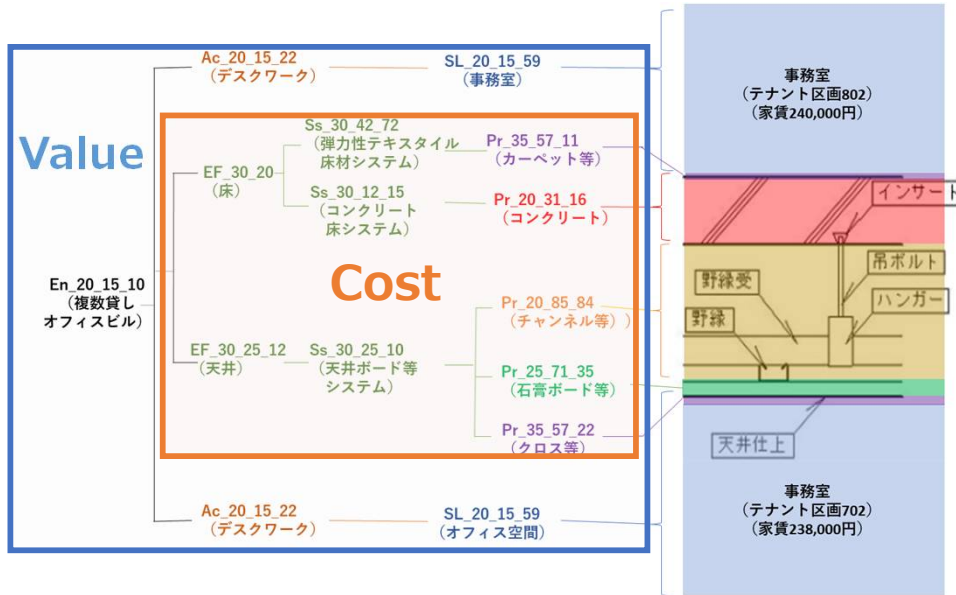 Value
Cost
En_20_15_10
(複数貸し
オフィスビル)
Ac_20_15_22
(デスクワーク)
SL_20_15_59
(事務室)
EF_30_20
(床)
Ss_30_42_72
(弾力性テキスタイル
床材システム)
Pr_35_57_11
(カーペット等)
Ss_30_12_15
(コンクリート
床システム)
Pr_20_31_16
(コンクリート)
EF_30_25_12
(天井)
Ss_30_25_10
(天井ボード等
システム)
Pr_20_85_84
(チャンネル等))
Pr_25_71_35
(石膏ボード等)
Pr_35_57_22
(クロス等)
Ac_20_15_22
(デスクワーク)
SL_20_15_59
(オフィス空間)
事務室
(テナント区画802)
(家賃240,000円)
インサート
吊ボルト
野縁受
ハンガー
野縁
天井仕上
事務室
(テナント区画702)
(家賃238,000円)